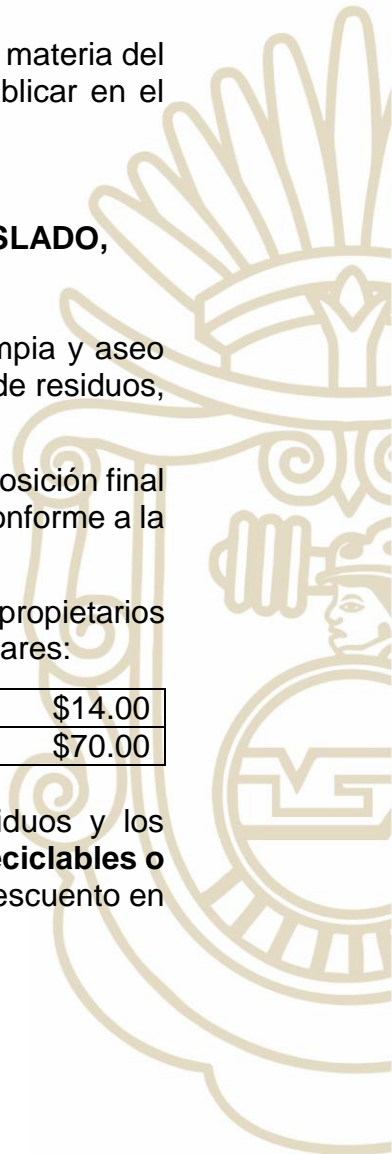 materia del
blicar en el
SLADO,
mpia y aseo
de residuos,
osición final
onforme a la
propietarios
ares:
$14.00
$70.00
iduos y los
eciclables o
escuento en